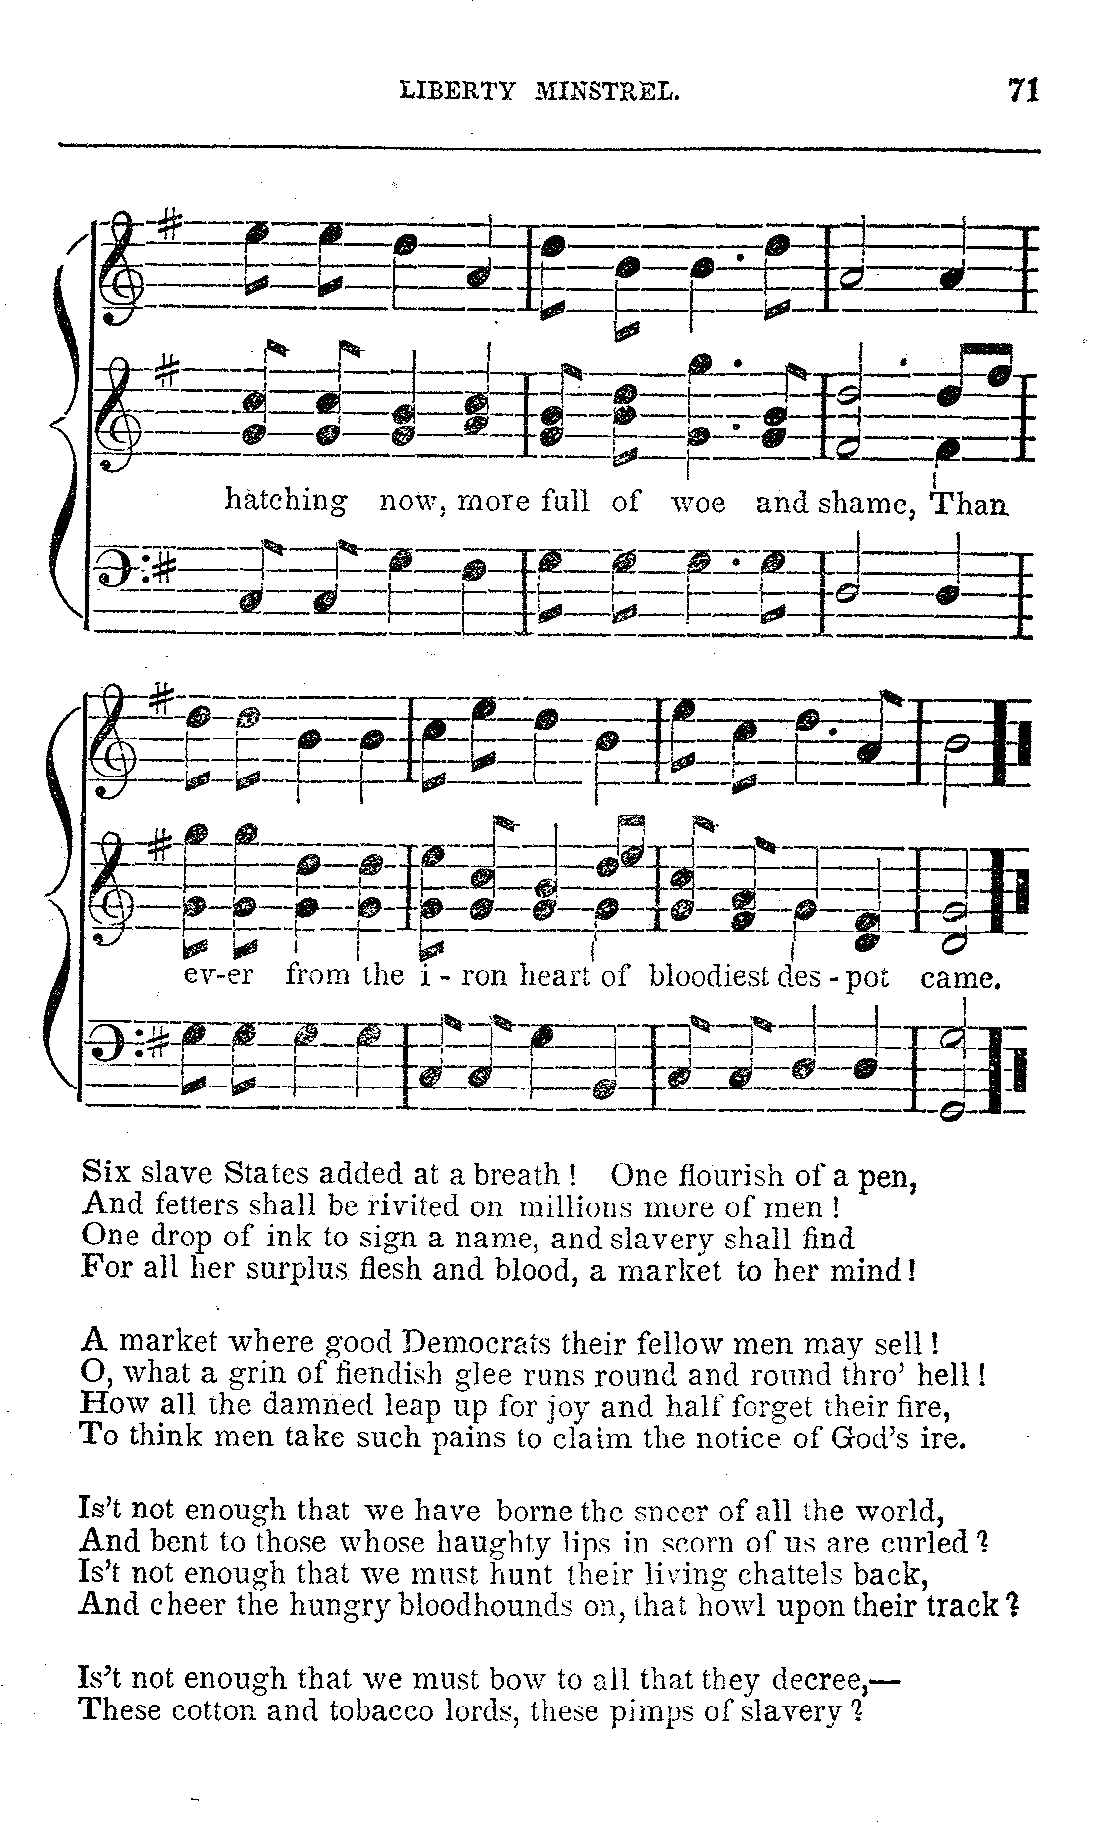 LIBERTY MINSTREL. 71
hatching now, more full of woe and shame, Than
ev-er from the i - ron heart of bloodiest des - pot came.
Six slave States added at a breath! One flourish of a pen,
And fetters shall be rivited on millions more of men!
One drop of ink to sign a name, and slavery shall find
For all her surplus flesh and blood, a market to her mind!
A market where good Democrats their fellow men may sell!
O, what a grin of fiendish glee runs round and round thro' hell!
How all the damned leap up for joy and half forget their fire,
To think men take such pains to claim the notice of God's ire.
Is't not enough that we have borne the sneer of all the world,
And bent to those whose haughty lips in scorn of us are curled?
Is't not enough that we must hunt their living chattels back,
And cheer the hungry bloodhounds on, that howl upon their track?
Is't not enough that we must bow to all that they decree,—
These cotton and tobacco lords, these pimps of slavery?